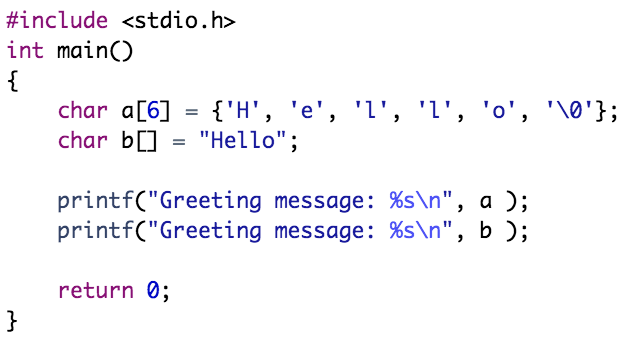 #include <stdio.h>
int main()
{
    char a[6] = {'H', 'e', 'l', 'l', 'o', '\0'};
    char b[] = "Hello";
    printf("Greeting message: %s\n", a );
    printf("Greeting message: %s\n", b );
    return 0;
}